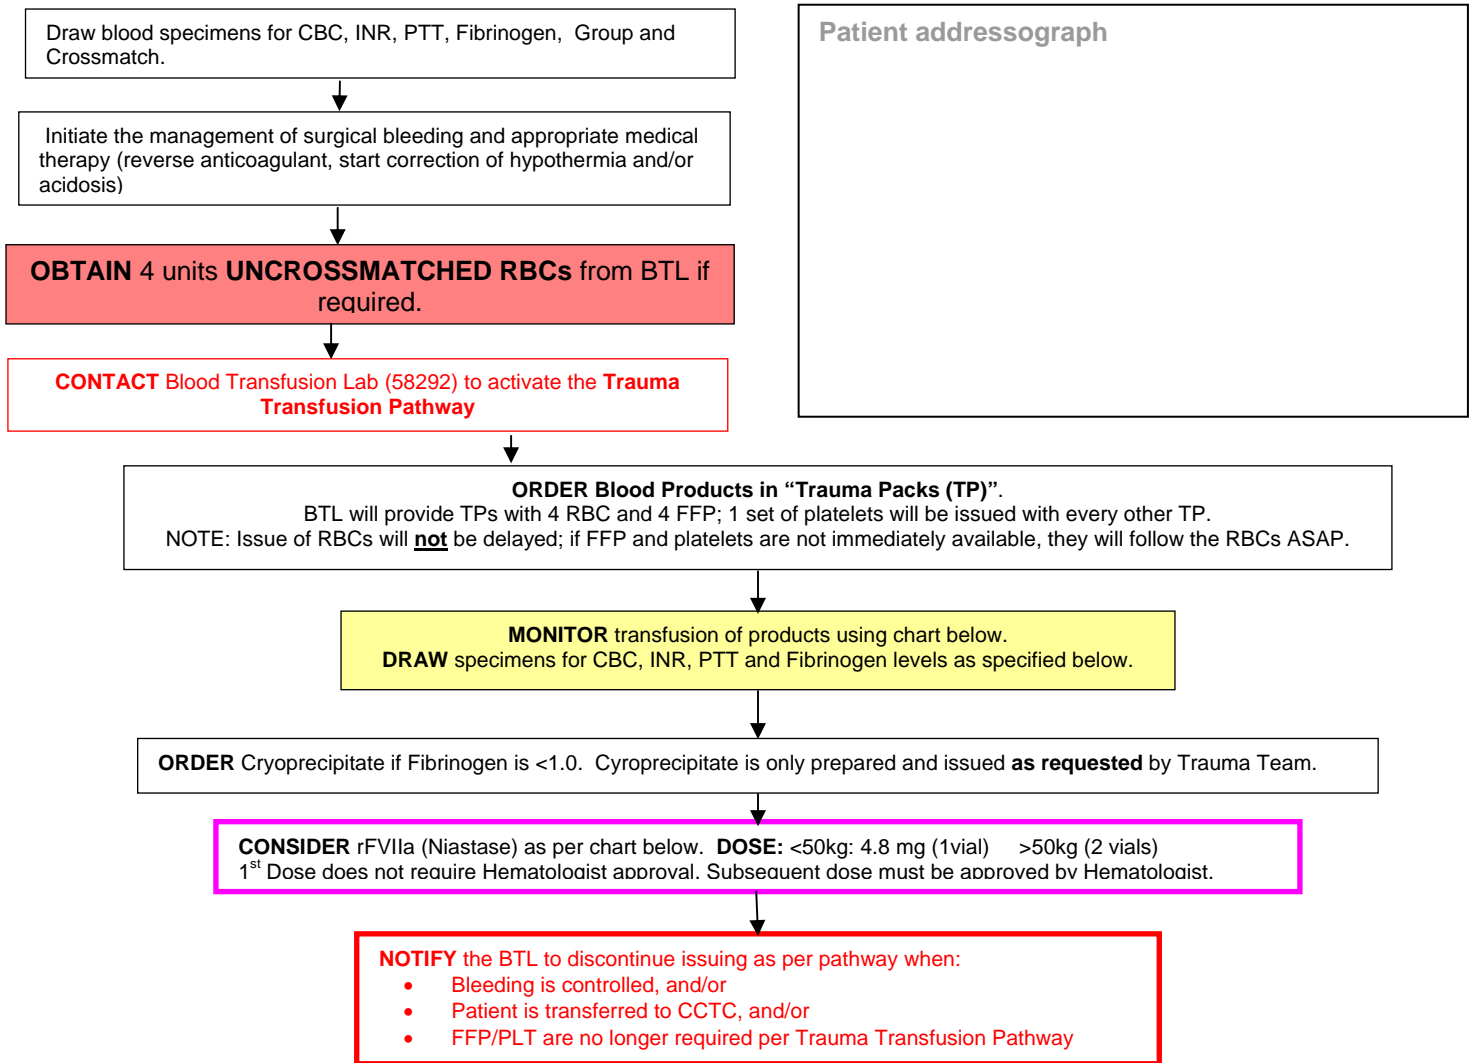 Draw blood specimens for CBC, INR, PTT, Fibrinogen, Group and
Crossmatch.
Patient addressograph
Initiate the management of surgical bleeding and appropriate medical
therapy (reverse anticoagulant, start correction of hypothermia and/or
acidosis)
OBTAIN 4 units UNCROSSMATCHED RBCs from BTL if
required.
CONTACT Blood Transfusion Lab (58292) to activate the Trauma
Transfusion Pathway
ORDER Blood Products in “Trauma Packs (TP)”.
BTL will provide TPs with 4 RBC and 4 FFP; 1 set of platelets will be issued with every other TP.
NOTE: Issue of RBCs will not be delayed; if FFP and platelets are not immediately available, they will follow the RBCs ASAP.
MONITOR transfusion of products using chart below.
DRAW specimens for CBC, INR, PTT and Fibrinogen levels as specified below.
ORDER Cryoprecipitate if Fibrinogen is <1.0. Cyroprecipitate is only prepared and issued as requested by Trauma Team.
CONSIDER rFVIIa (Niastase) as per chart below. DOSE: <50kg: 4.8 mg (1vial) >50kg (2 vials)
1st Dose does not require Hematologist approval. Subsequent dose must be approved by Hematologist.
NOTIFY the BTL to discontinue issuing as per pathway when:
• Bleeding is controlled, and/or
• Patient is transferred to CCTC, and/or
• FFP/PLT are no longer required per Trauma Transfusion Pathway